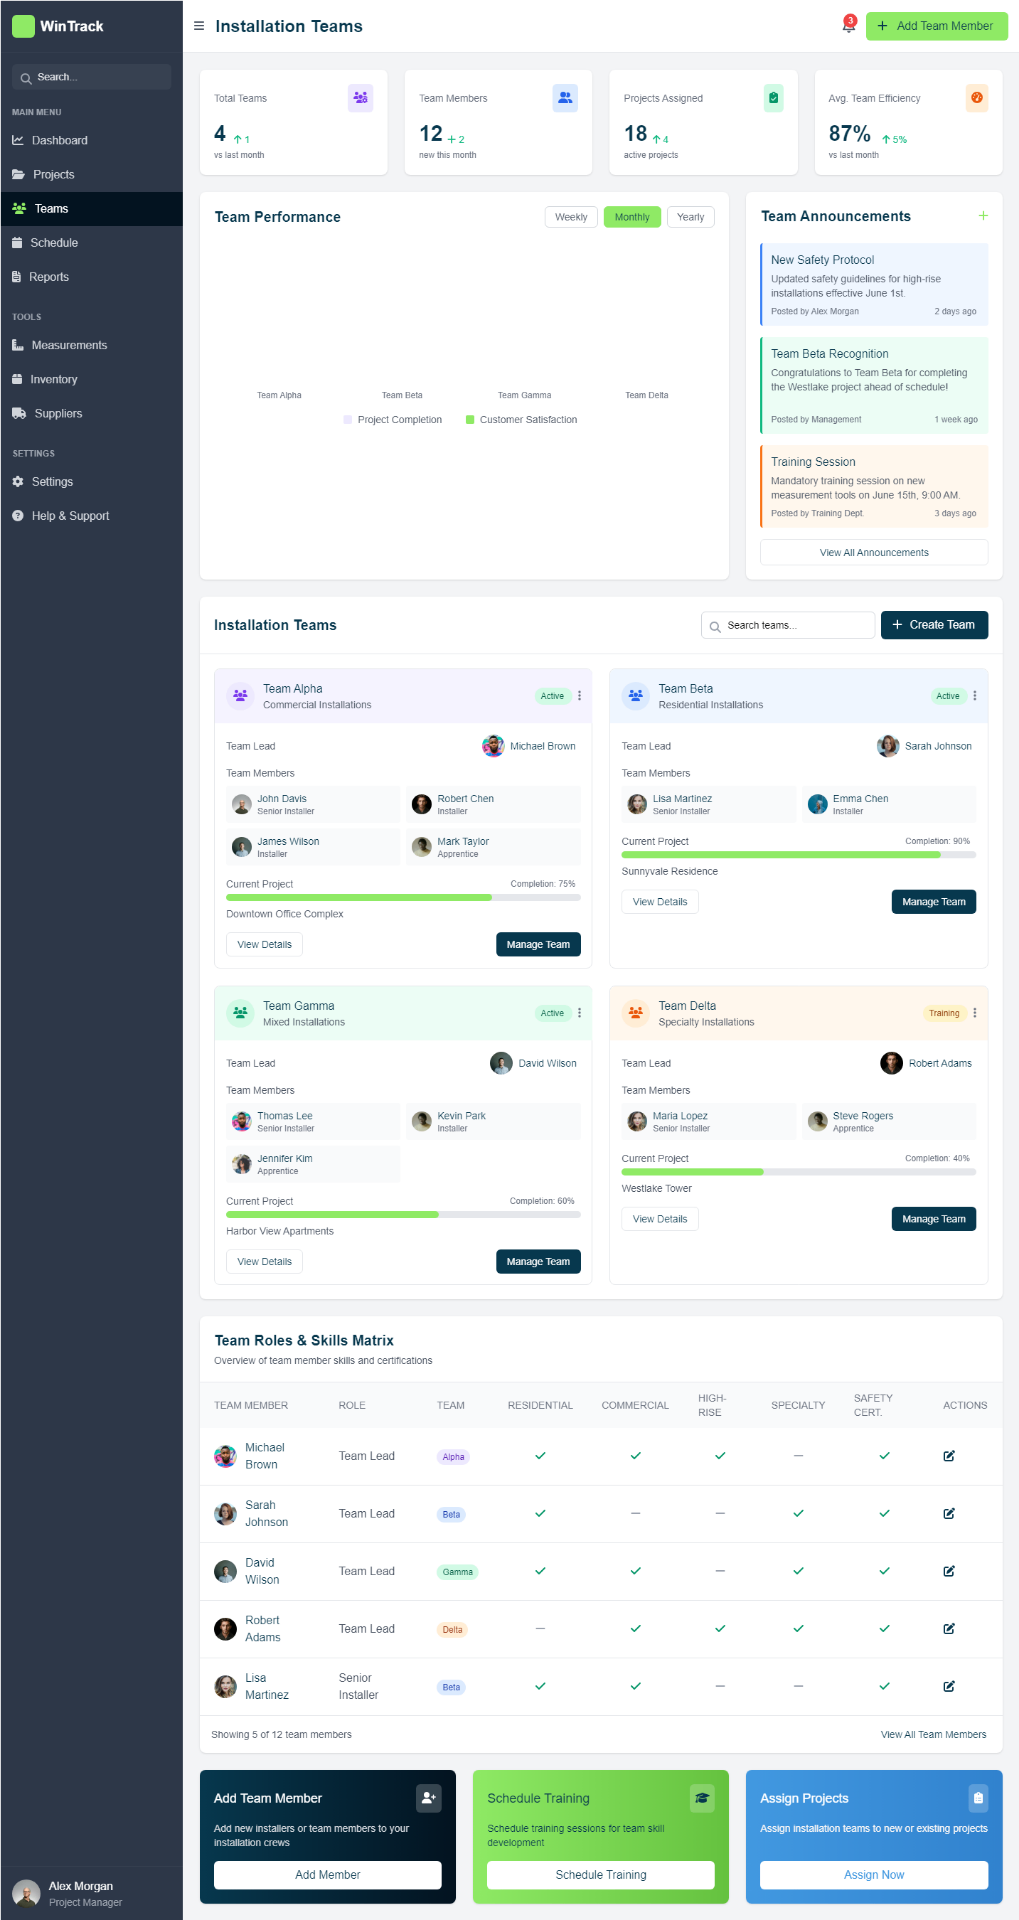 WinTrack
Search...
MAIN MENU
Dashboard
Projects
Teams
Schedule
Reports
TOOLS
Measurements
Inventory
Suppliers
SETTINGS
Settings
Help & Support
Alex Morgan
Project Manager
Installation Teams
3
Add Team Member
Total Teams
4 1
vs last month
Team Members
12 + 2
new this month
Projects Assigned
18 4
active projects
Avg. Team Efficiency
87% 5%
vs last month
Team Performance
Weekly Monthly Yearly
Team Alpha Team Beta Team Gamma Team Delta
Project Completion Customer Satisfaction
Team Announcements
New Safety Protocol
Updated safety guidelines for high-rise
installations effective June 1st.
Posted by Alex Morgan 2 days ago
Team Beta Recognition
Congratulations to Team Beta for completing
the Westlake project ahead of schedule!
Posted by Management 1 week ago
Training Session
Mandatory training session on new
measurement tools on June 15th, 9:00 AM.
Posted by Training Dept. 3 days ago
View All Announcements
Installation Teams
Search teams...
Create Team
Team Alpha
Commercial Installations
Active
Team Lead Michael Brown
Team Members
John Davis
Senior Installer
Robert Chen
Installer
James Wilson
Installer
Mark Taylor
Apprentice
Current Project Completion: 75%
Downtown Office Complex
View Details Manage Team
Team Beta
Residential Installations
Active
Team Lead Sarah Johnson
Team Members
Lisa Martinez
Senior Installer
Emma Chen
Installer
Current Project Completion: 90%
Sunnyvale Residence
View Details Manage Team
Team Gamma
Mixed Installations
Active
Team Lead David Wilson
Team Members
Thomas Lee
Senior Installer
Kevin Park
Installer
Jennifer Kim
Apprentice
Current Project Completion: 60%
Harbor View Apartments
View Details Manage Team
Team Delta
Specialty Installations
Training
Team Lead Robert Adams
Team Members
Maria Lopez
Senior Installer
Steve Rogers
Apprentice
Current Project Completion: 40%
Westlake Tower
View Details Manage Team
Team Roles & Skills Matrix
Overview of team member skills and certifications
TEAM MEMBER ROLE TEAM RESIDENTIAL COMMERCIAL HIGH-RISE SPECIALTY SAFETY CERT. ACTIONS
Michael Brown Team Lead Alpha
Sarah Johnson Team Lead Beta
David Wilson Team Lead Gamma
Robert Adams Team Lead Delta
Lisa Martinez Senior Installer Beta
Showing 5 of 12 team members View All Team Members
Add Team Member
Add new installers or team members to your
installation crews
Add Member
Schedule Training
Schedule training sessions for team skill
development
Schedule Training
Assign Projects
Assign installation teams to new or existing projects
Assign Now